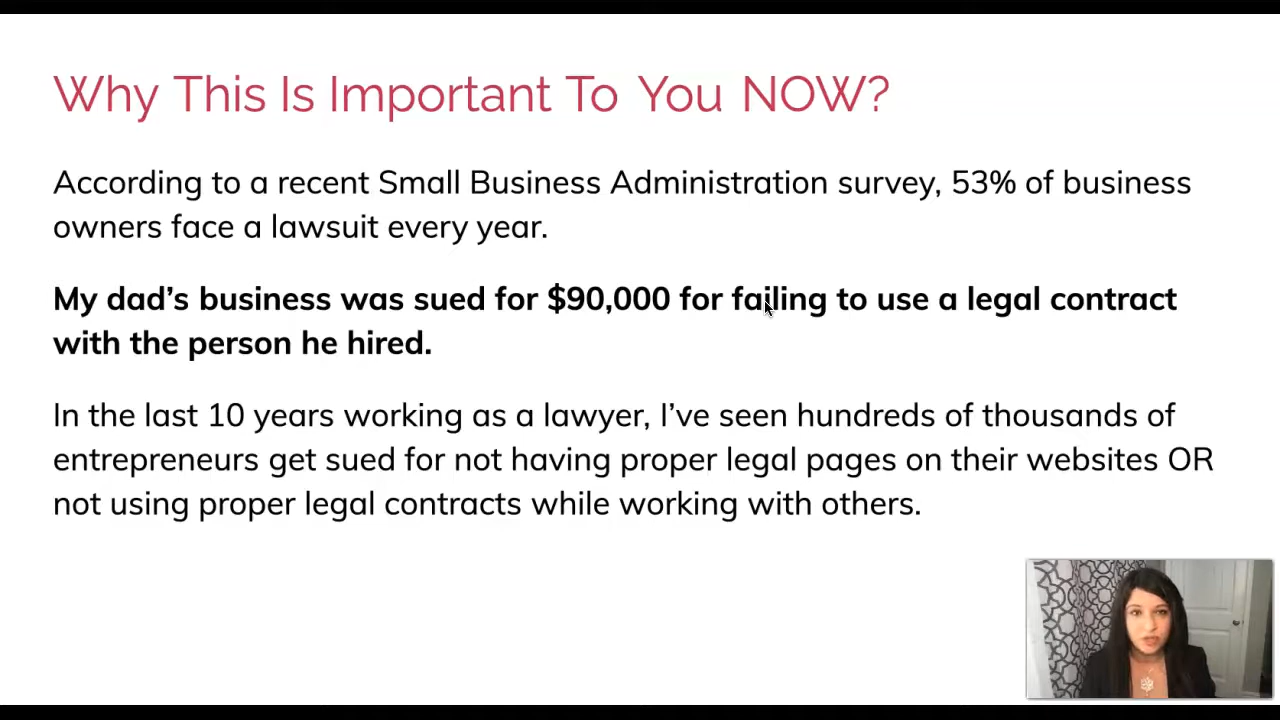 Why This Is Important To You NOW?
According to a recent Small Business Administration survey, 53% of business
owners face a lawsuit every year.
My dad’s business was sued for $90,000 for failing to use a legal contract
with the person he hired.
In the last 10 years working as a lawyer, I’ve seen hundreds of thousands of
entrepreneurs get sued for not having proper legal pages on their websites OR
not using proper legal contracts while working with others.